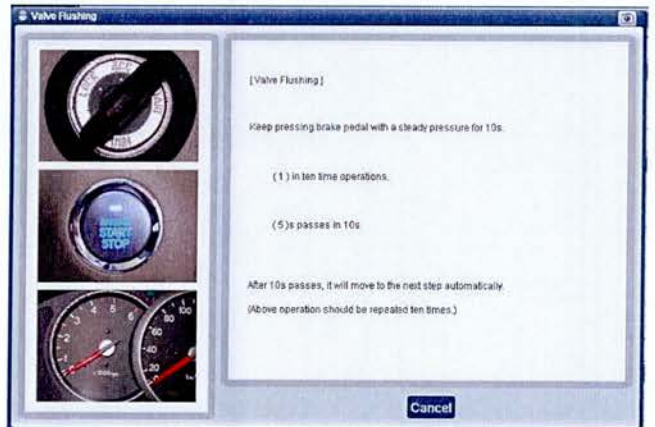 Valve Flushing
LOCK
ACC
START
STOP
[Valve Flushing]
Keep pressing brake pedal with a steady pressure for 10s.
(1) in ten time operations.
(5)s passes in 10s
After 10s passes, it will move to the next step automatically.
(Above operation should be repeated ten times.)
Cancel